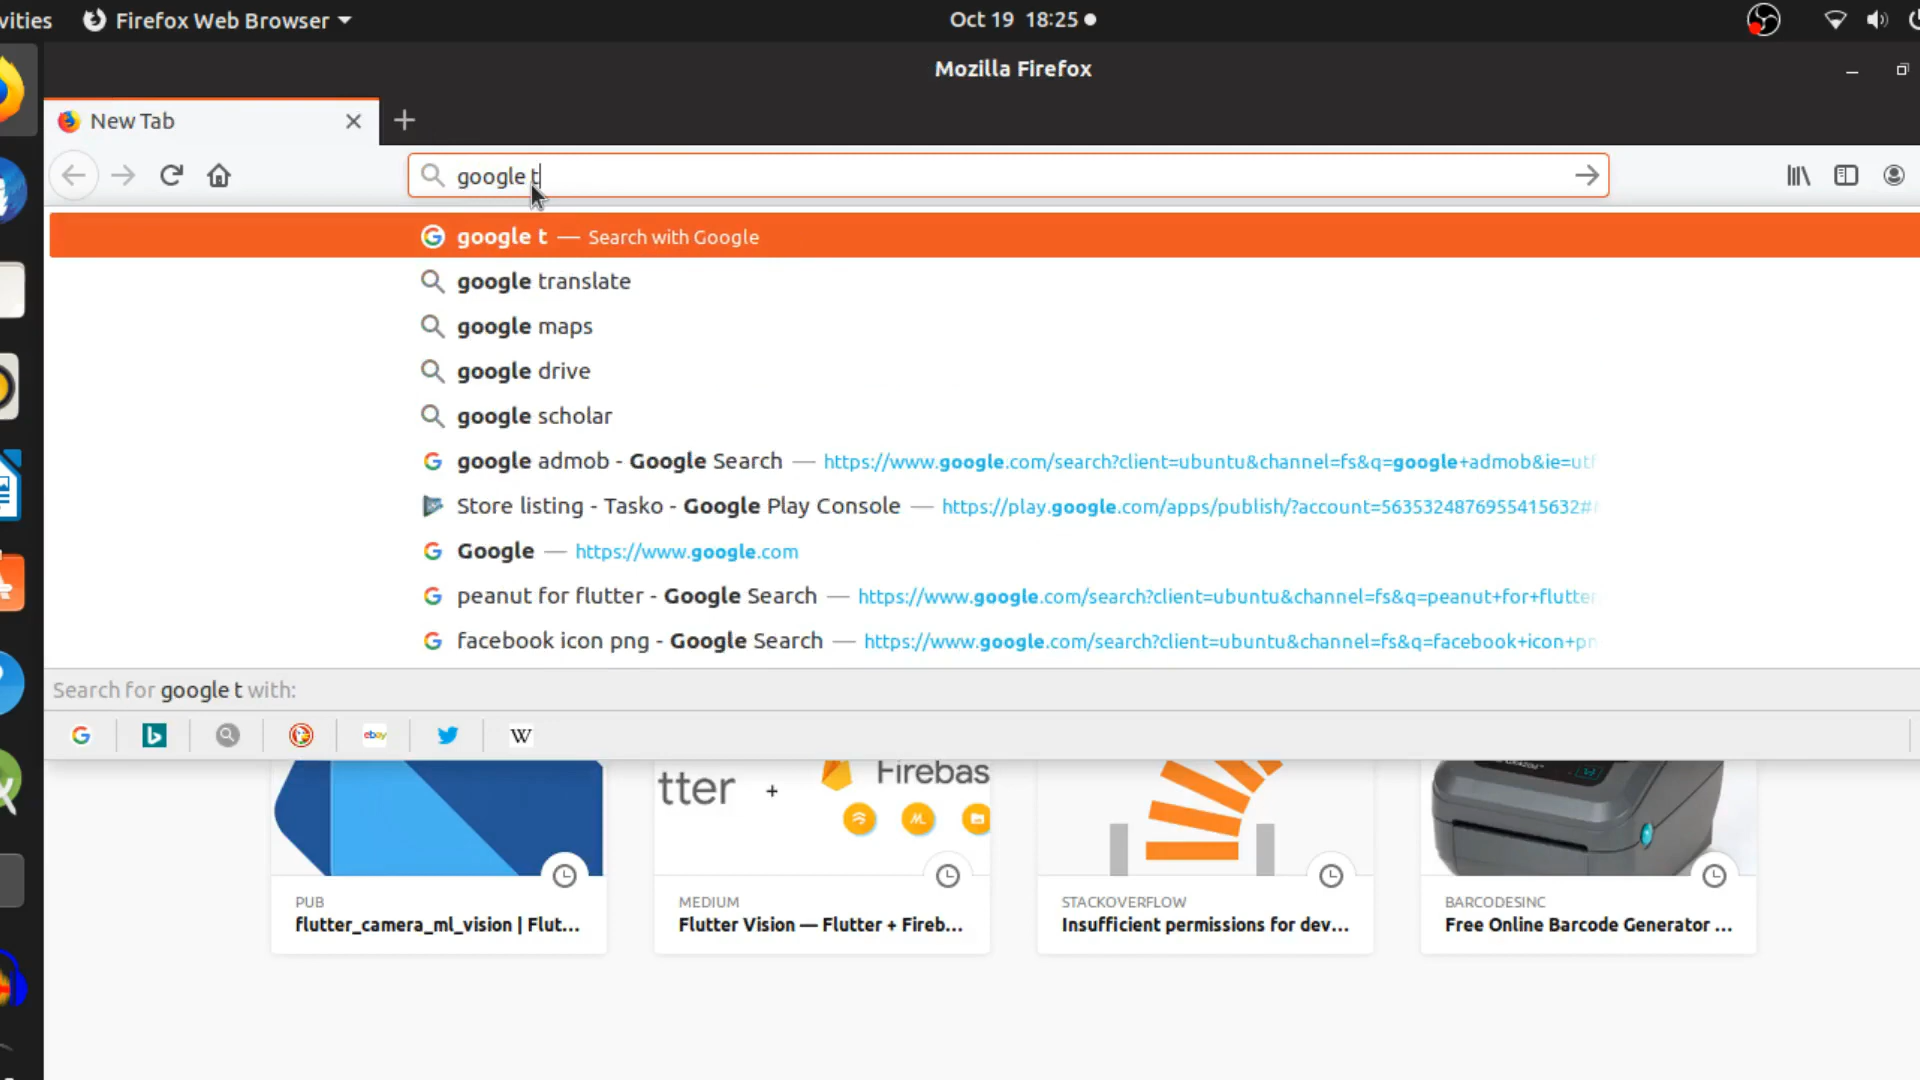 vities Firefox Web Browser Oct 19 18:25
Mozilla Firefox
New Tab
google t
google t — Search with Google
google translate
google maps
google drive
google scholar
google admob - Google Search — https://www.google.com/search?client=ubuntu&channel=fs&q=google+admob&ie=utf
Store listing - Tasko - Google Play Console — https://play.google.com/apps/publish/?account=5635324876955415632#
Google — https://www.google.com
peanut for flutter - Google Search — https://www.google.com/search?client=ubuntu&channel=fs&q=peanut+for+flutter
facebook icon png - Google Search — https://www.google.com/search?client=ubuntu&channel=fs&q=facebook+icon+pn
Search for google t with:
ebay W
tter + Firebas
ML
PUB
flutter_camera_ml_vision | Flut...
MEDIUM
Flutter Vision — Flutter + Fireb...
STACKOVERFLOW
Insufficient permissions for dev...
BARCODESINC
Free Online Barcode Generator ...